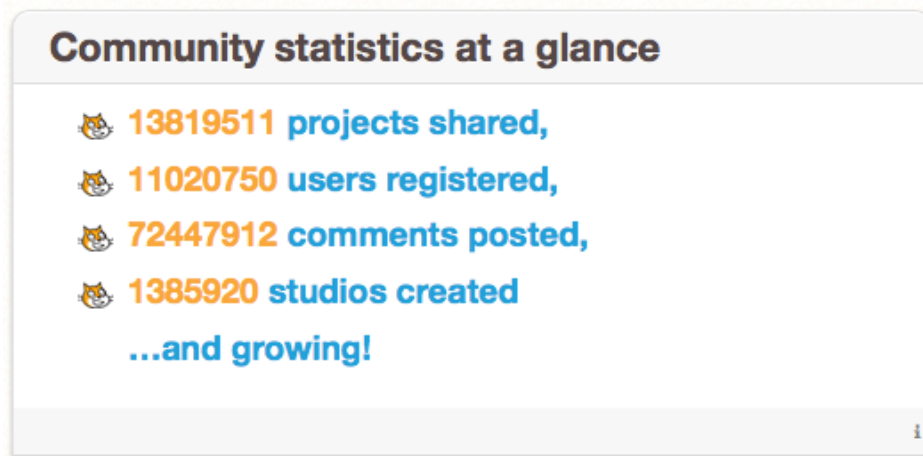 Community statistics at a glance
13819511 projects shared,
11020750 users registered,
72447912 comments posted,
1385920 studios created
...and growing!
i